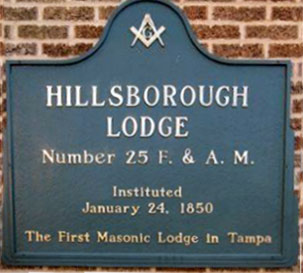 G
HILLSBOROUGH
LODGE
Number 25 F. & A. M.
Instituted
January 24, 1850
The First Masonic Lodge in Tampa